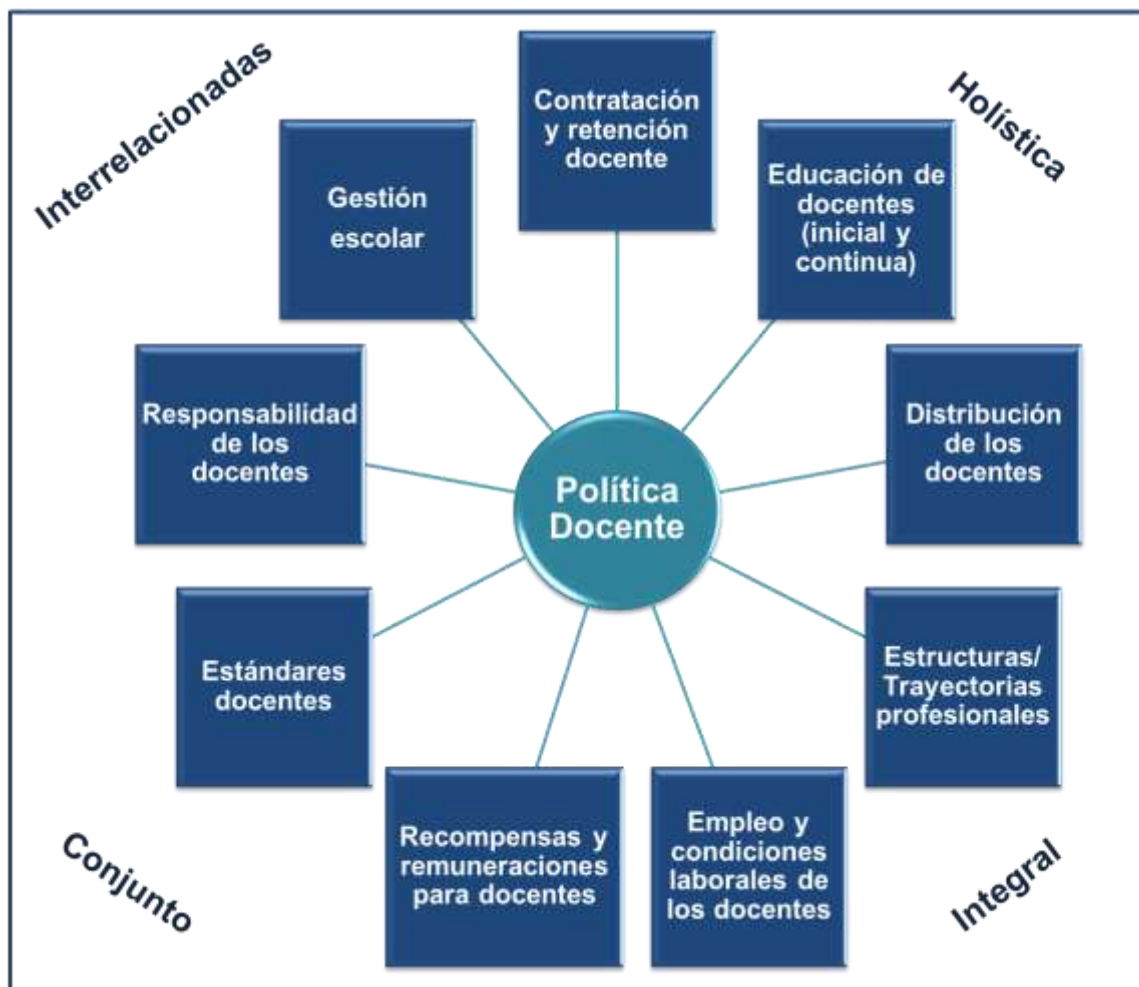 Interrelacionadas
Holística
Contratación
y retención
docente
Educación de
docentes
(inicial y
continua)
Distribución
de los
docentes
Estructuras/
Trayectorias
profesionales
Empleo y
condiciones
laborales de
los docentes
Recompensas y
remuneraciones
para docentes
Estándares
docentes
Responsabilidad
de los
docentes
Gestión
escolar
Política
Docente
Conjunto
Integral